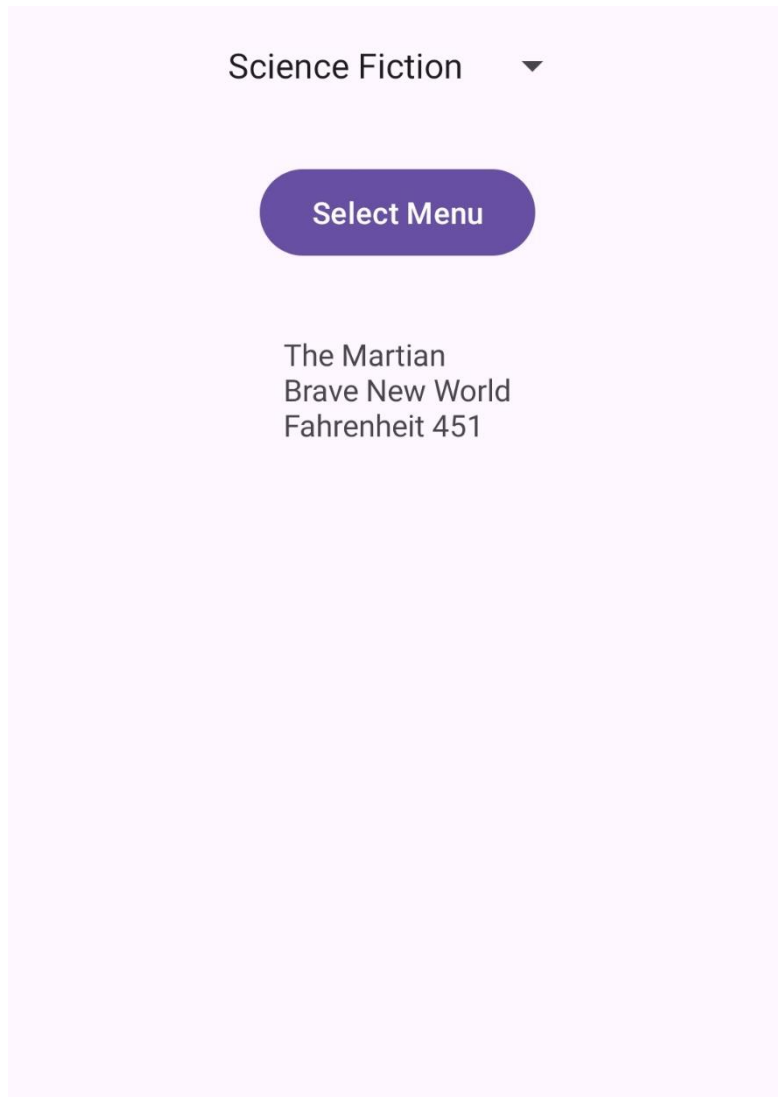 Science Fiction
Select Menu
The Martian
Brave New World
Fahrenheit 451